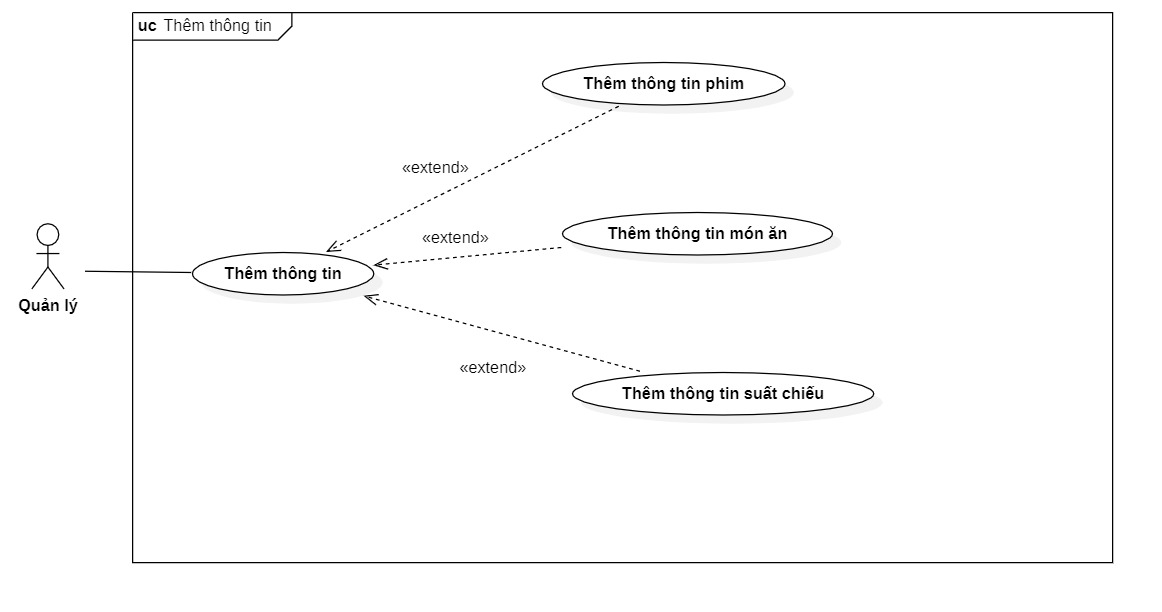 uc Thêm thông tin
Thêm thông tin phim
«extend»
Thêm thông tin món ăn
«extend»
Thêm thông tin
Quản lý
«extend»
Thêm thông tin suất chiếu